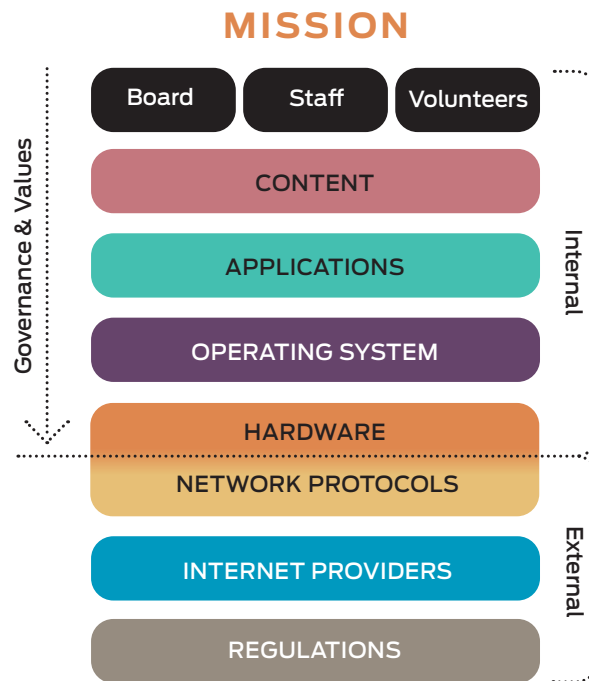 MISSION
Board
Staff
Volunteers
Governance & Values
CONTENT
APPLICATIONS
Internal
OPERATING SYSTEM
HARDWARE
NETWORK PROTOCOLS
External
INTERNET PROVIDERS
REGULATIONS